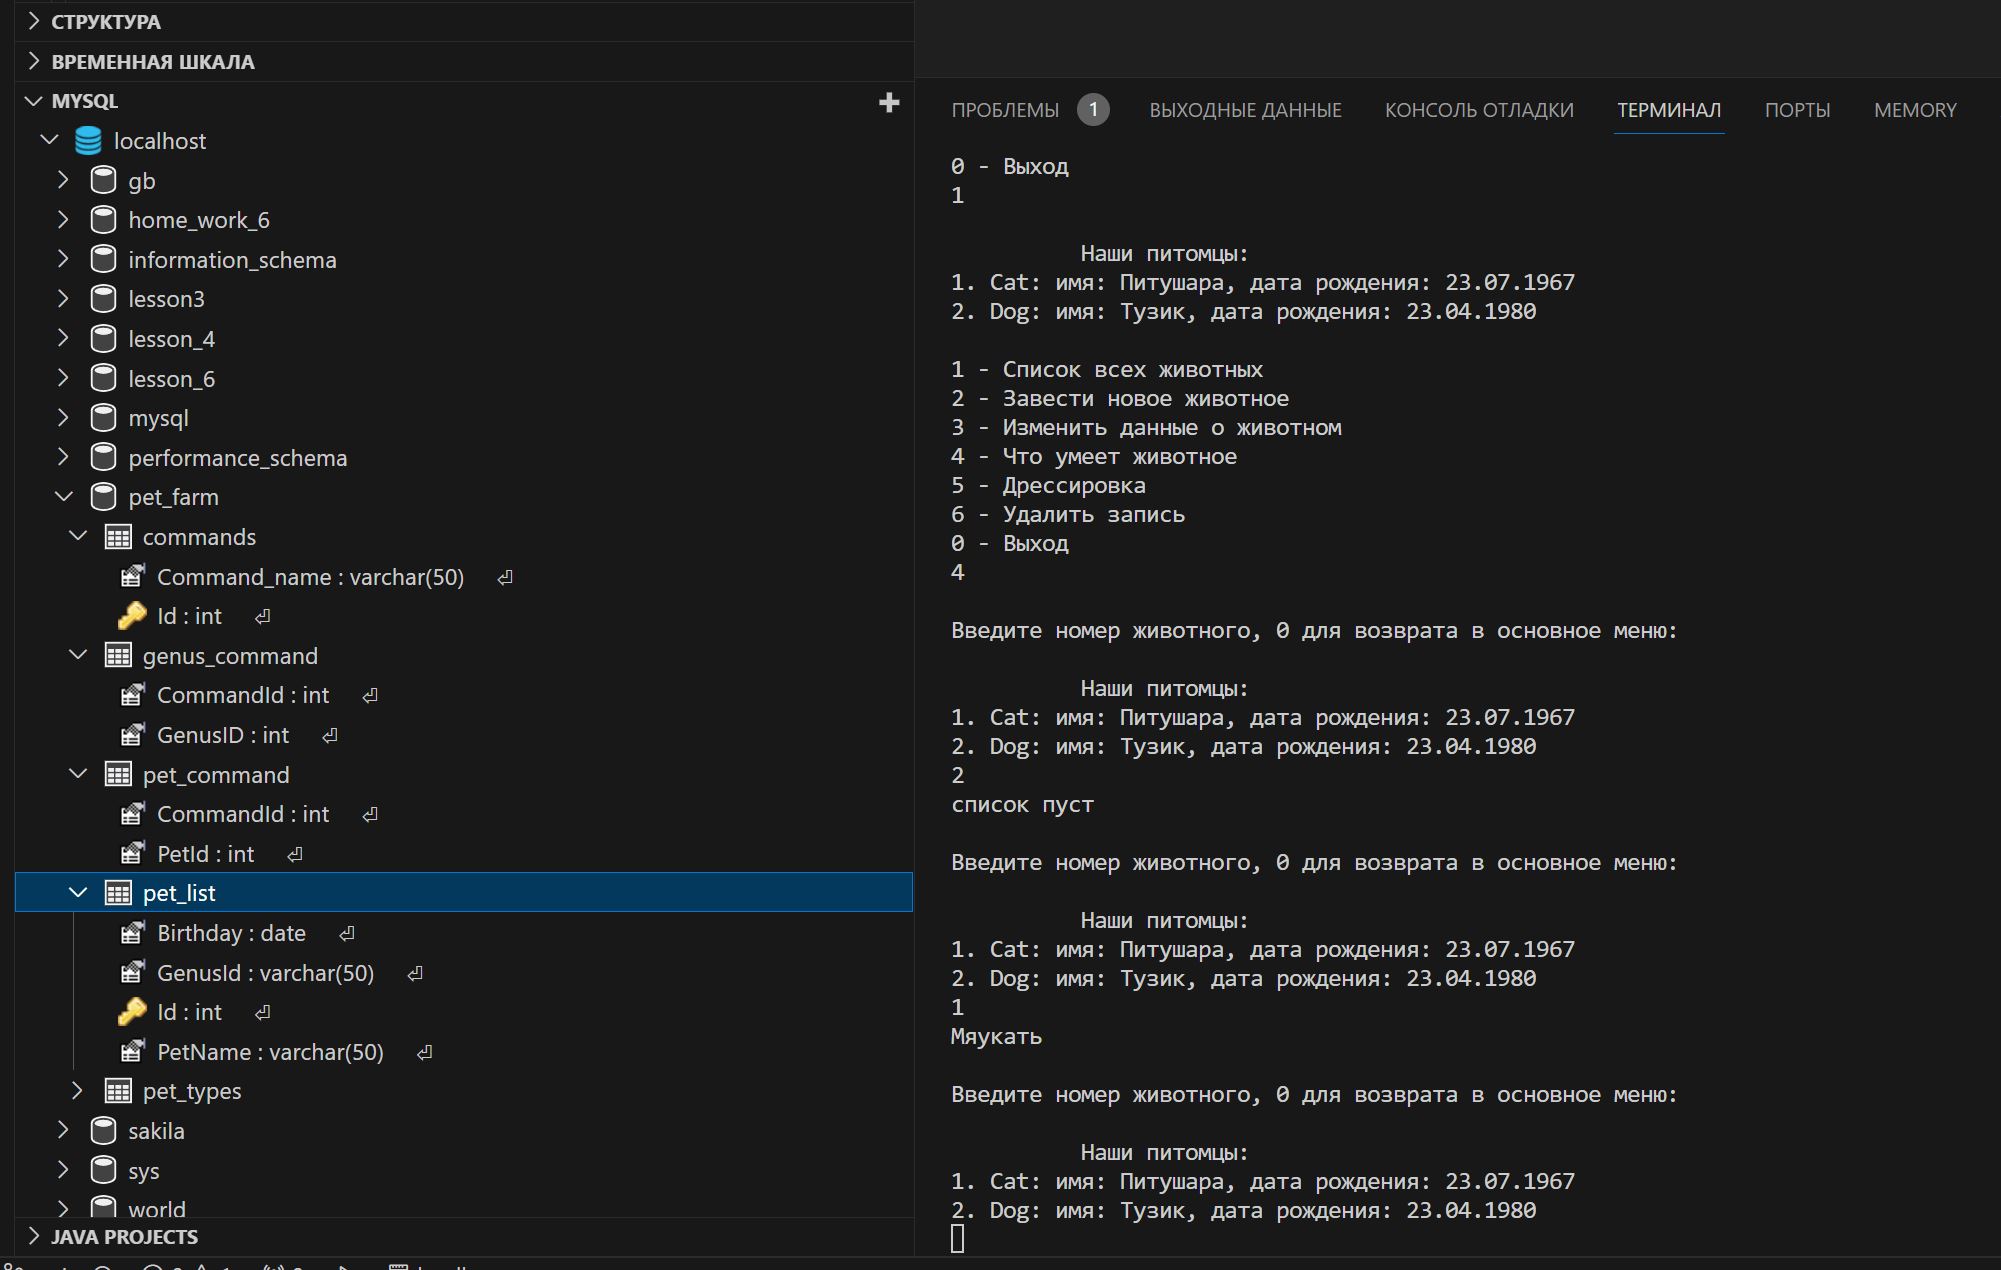 СТРУКТУРА
ВРЕМЕННАЯ ШКАЛА
MYSQL
localhost
gb
home_work_6
information_schema
lesson3
lesson_4
lesson_6
mysql
performance_schema
pet_farm
commands
Command_name : varchar(50)
Id : int
genus_command
CommandId : int
GenusID : int
pet_command
CommandId : int
PetId : int
pet_list
Birthday : date
GenusId : varchar(50)
Id : int
PetName : varchar(50)
pet_types
sakila
sys
world
JAVA PROJECTS
ПРОБЛЕМЫ 1 ВЫХОДНЫЕ ДАННЫЕ КОНСОЛЬ ОТЛАДКИ ТЕРМИНАЛ ПОРТЫ MEMORY
0 - Выход
1
Наши питомцы:
1. Cat: имя: Питушара, дата рождения: 23.07.1967
2. Dog: имя: Тузик, дата рождения: 23.04.1980
1 - Список всех животных
2 - Завести новое животное
3 - Изменить данные о животном
4 - Что умеет животное
5 - Дрессировка
6 - Удалить запись
0 - Выход
4
Введите номер животного, 0 для возврата в основное меню:
Наши питомцы:
1. Cat: имя: Питушара, дата рождения: 23.07.1967
2. Dog: имя: Тузик, дата рождения: 23.04.1980
2
список пуст
Введите номер животного, 0 для возврата в основное меню:
Наши питомцы:
1. Cat: имя: Питушара, дата рождения: 23.07.1967
2. Dog: имя: Тузик, дата рождения: 23.04.1980
1
Мяукать
Введите номер животного, 0 для возврата в основное меню:
Наши питомцы:
1. Cat: имя: Питушара, дата рождения: 23.07.1967
2. Dog: имя: Тузик, дата рождения: 23.04.1980